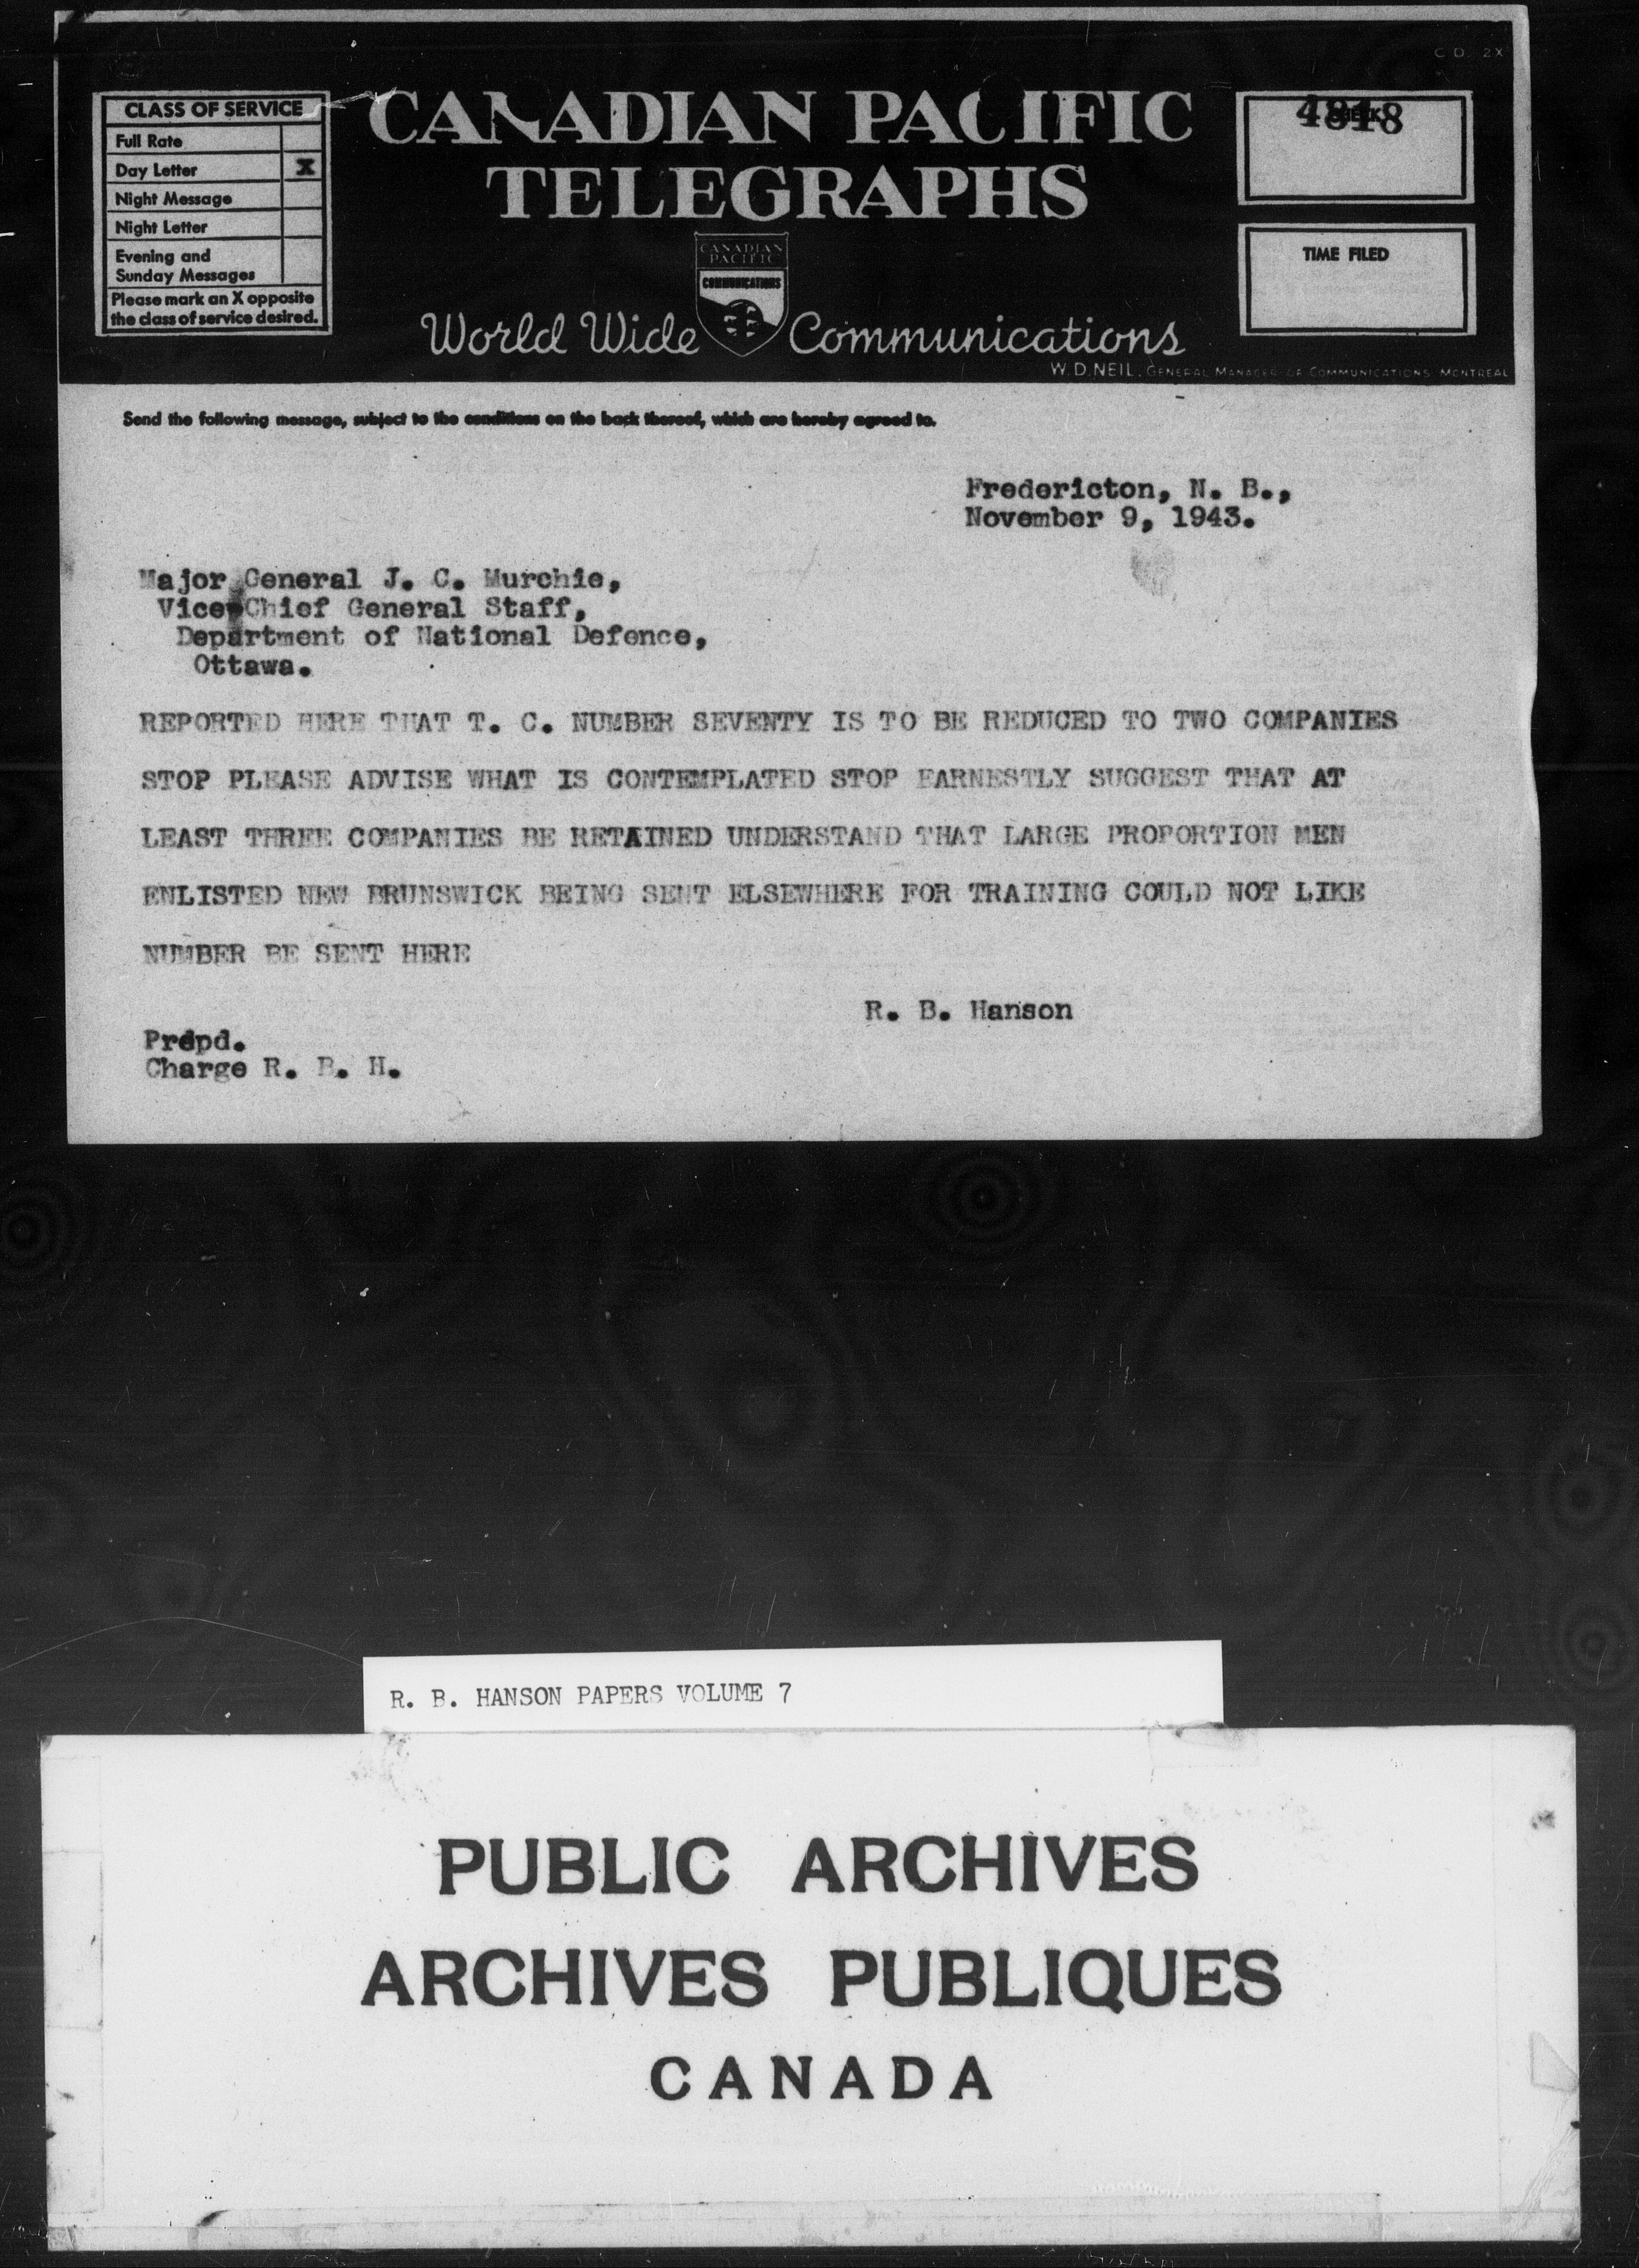 C.D. 2X
CLASS OF SERVICE
Full Rate
Day Letter X
Night Message
Night Letter
Evening and
Sunday Messages
Please mark an X opposite
the class of service desired.
CANADIAN PACIFIC
TELEGRAPHS
CANADIAN
PACIFIC
COMMUNICATIONS
World Wide Communications
4818
TIME FILED
W.D. NEIL, GENERAL MANAGER OF COMMUNICATIONS MONTREAL
Send the following message, subject to the conditions on the back thereof, which are hereby agreed to.
Fredericton, N. B.,
November 9, 1943.
Major General J. C. Murchie,
Vice Chief General Staff,
Department of National Defence,
Ottawa.
REPORTED HERE THAT T. C. NUMBER SEVENTY IS TO BE REDUCED TO TWO COMPANIES
STOP PLEASE ADVISE WHAT IS CONTEMPLATED STOP EARNESTLY SUGGEST THAT AT
LEAST THREE COMPANIES BE RETAINED UNDERSTAND THAT LARGE PROPORTION MEN
ENLISTED NEW BRUNSWICK BEING SENT ELSEWHERE FOR TRAINING COULD NOT LIKE
NUMBER BE SENT HERE
R. B. Hanson
Prepd.
Charge R. B. H.
R. B. HANSON PAPERS VOLUME 7
PUBLIC ARCHIVES
ARCHIVES PUBLIQUES
CANADA